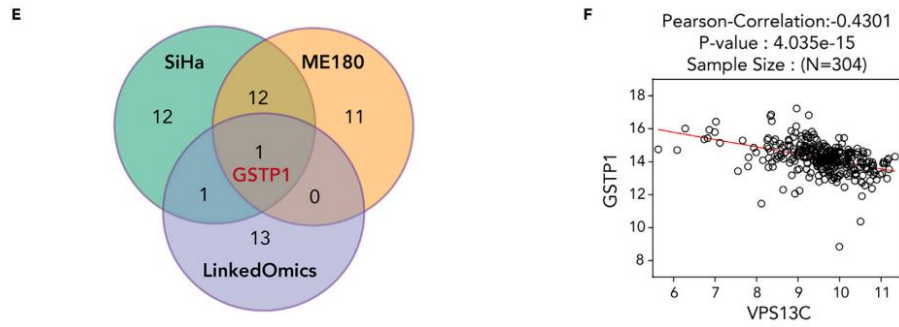 E
SiHa
ME180
12
12
11
1
GSTP1
1
0
13
LinkedOmics
F
Pearson-Correlation:-0.4301
P-value : 4.035e-15
Sample Size : (N=304)
18
16
14
12
10
8
GSTP1
6 7 8 9 10 11
VPS13C